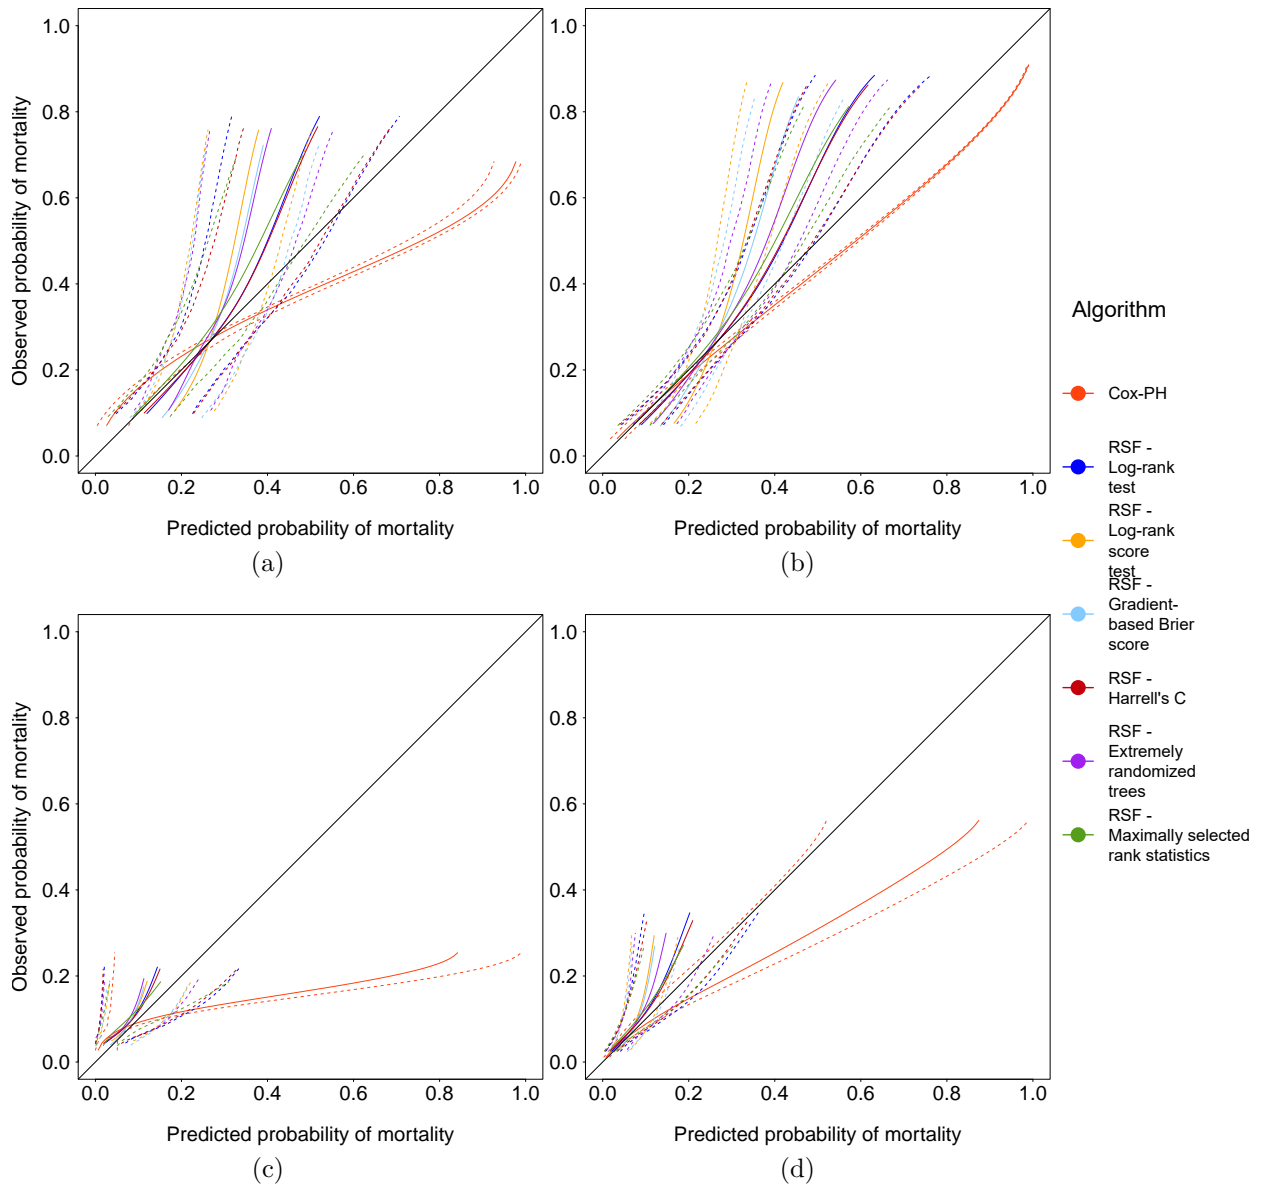 1.0
0.8
0.6
0.4
0.2
0.0
Observed probability of mortality
0.0 0.2 0.4 0.6 0.8 1.0
Predicted probability of mortality
(a)
1.0
0.8
0.6
0.4
0.2
0.0
0.0 0.2 0.4 0.6 0.8 1.0
Predicted probability of mortality
(b)
1.0
0.8
0.6
0.4
0.2
0.0
Observed probability of mortality
0.0 0.2 0.4 0.6 0.8 1.0
Predicted probability of mortality
(c)
1.0
0.8
0.6
0.4
0.2
0.0
0.0 0.2 0.4 0.6 0.8 1.0
Predicted probability of mortality
(d)
Algorithm
Cox-PH
RSF -
Log-rank
test
RSF -
Log-rank
score
test
RSF -
Gradient-
based Brier
score
RSF -
Harrell's C
RSF -
Extremely
randomized
trees
RSF -
Maximally selected
rank statistics